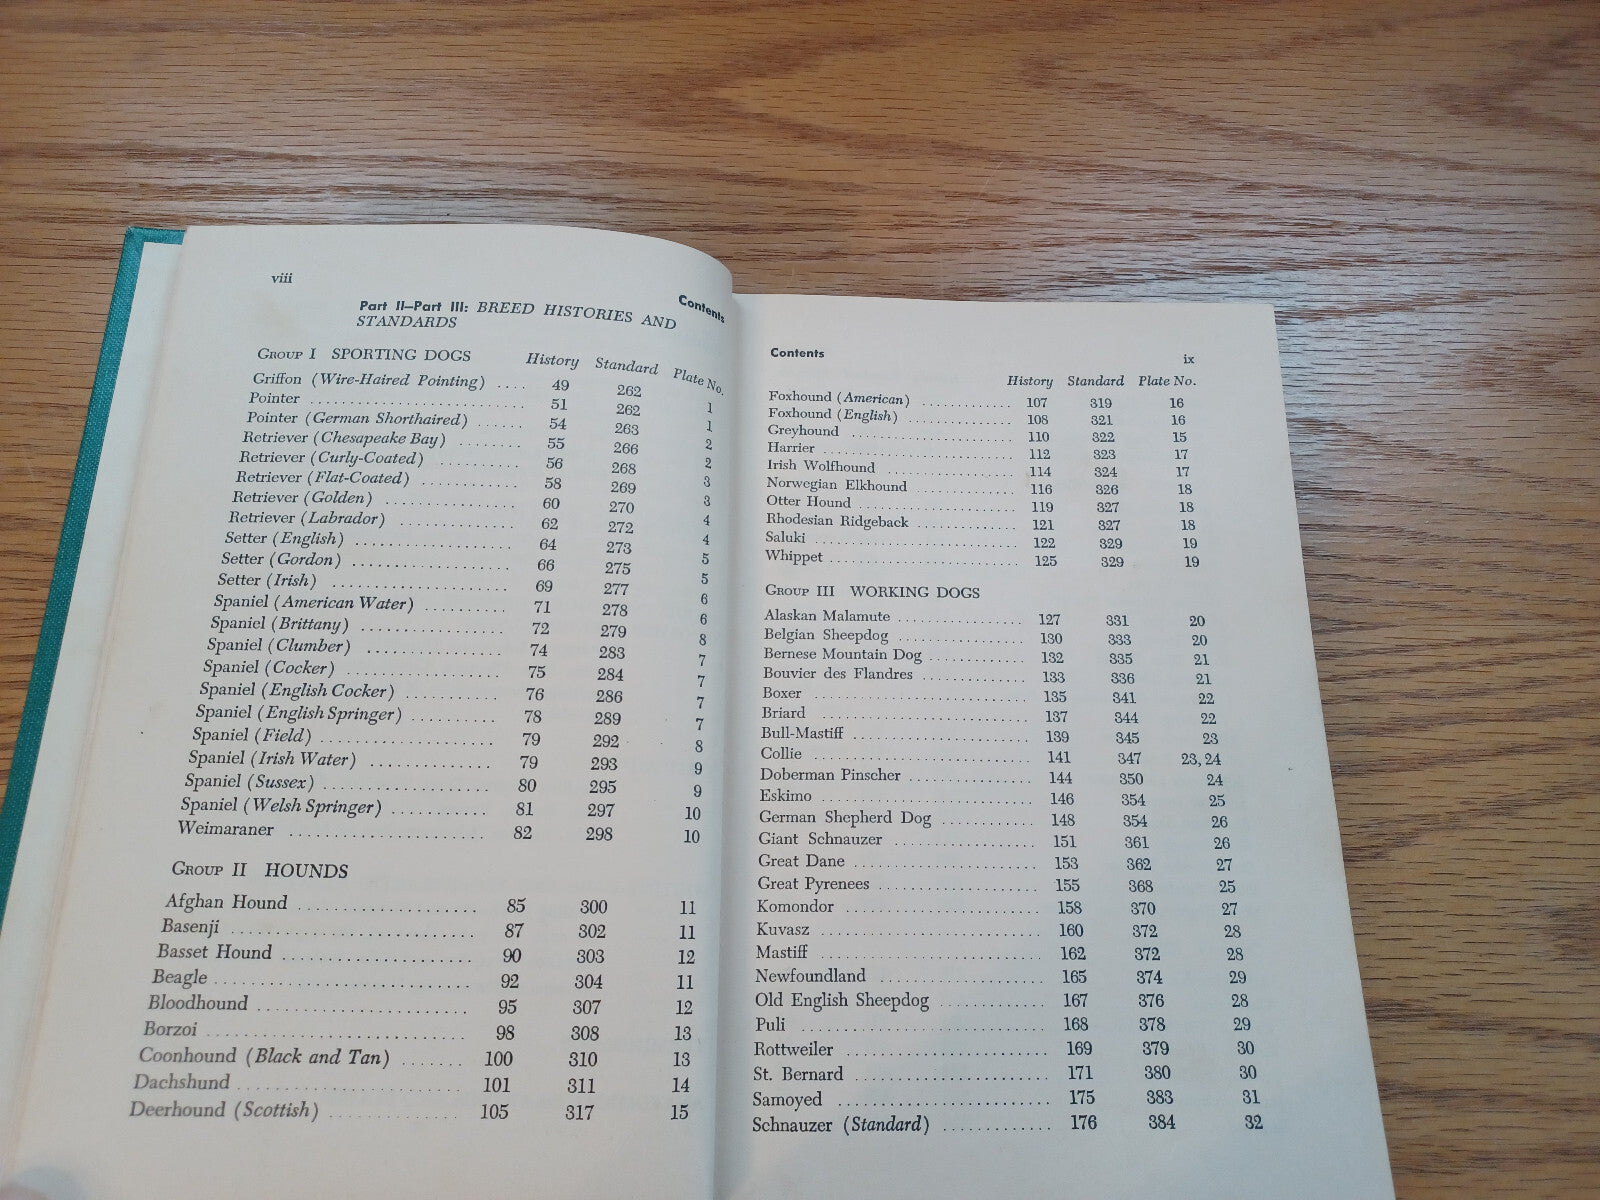 viii
Contents
Part II–Part III: BREED HISTORIES AND
STANDARDS
GROUP I SPORTING DOGS History Standard Plate No.
Griffon (Wire-Haired Pointing) .... 49 262 1
Pointer .......................... 51 262 1
Pointer (German Shorthaired) ...... 54 263 2
Retriever (Chesapeake Bay) ........ 55 266 2
Retriever (Curly-Coated) .......... 56 268 3
Retriever (Flat-Coated) ........... 58 269 3
Retriever (Golden) ................ 60 270 4
Retriever (Labrador) .............. 62 272 4
Setter (English) .................. 64 273 5
Setter (Gordon) ................... 66 275 5
Setter (Irish) .................... 69 277 6
Spaniel (American Water) .......... 71 278 6
Spaniel (Brittany) ................ 72 279 8
Spaniel (Clumber) ................. 74 283 7
Spaniel (Cocker) .................. 75 284 7
Spaniel (English Cocker) .......... 76 286 7
Spaniel (English Springer) ........ 78 289 7
Spaniel (Field) ................... 79 292 8
Spaniel (Irish Water) ............. 79 293 9
Spaniel (Sussex) .................. 80 295 9
Spaniel (Welsh Springer) .......... 81 297 10
Weimaraner ........................ 82 298 10
GROUP II HOUNDS
Afghan Hound ...................... 85 300 11
Basenji ........................... 87 302 11
Basset Hound ...................... 90 303 12
Beagle ............................ 92 304 11
Bloodhound ........................ 95 307 12
Borzoi ............................ 98 308 13
Coonhound (Black and Tan) ....... 100 310 13
Dachshund ........................ 101 311 14
Deerhound (Scottish) ............. 105 317 15
Contents ix
History Standard Plate No.
Foxhound (American) ............. 107 319 16
Foxhound (English) .............. 108 321 16
Greyhound ....................... 110 322 15
Harrier ......................... 112 323 17
Irish Wolfhound ................. 114 324 17
Norwegian Elkhound .............. 116 326 18
Otter Hound ..................... 119 327 18
Rhodesian Ridgeback ............. 121 327 18
Saluki .......................... 122 329 19
Whippet ......................... 125 329 19
GROUP III WORKING DOGS
Alaskan Malamute ................ 127 331 20
Belgian Sheepdog ................ 130 333 20
Bernese Mountain Dog ............ 132 335 21
Bouvier des Flandres ............ 133 336 21
Boxer ........................... 135 341 22
Briard .......................... 137 344 22
Bull-Mastiff .................... 139 345 23
Collie .......................... 141 347 23, 24
Doberman Pinscher ............... 144 350 24
Eskimo .......................... 146 354 25
German Shepherd Dog ............. 148 354 26
Giant Schnauzer ................. 151 361 26
Great Dane ...................... 153 362 27
Great Pyrenees .................. 155 368 25
Komondor ........................ 158 370 27
Kuvasz .......................... 160 372 28
Mastiff ......................... 162 372 28
Newfoundland .................... 165 374 29
Old English Sheepdog ............ 167 376 28
Puli ............................ 168 378 29
Rottweiler ...................... 169 379 30
St. Bernard ..................... 171 380 30
Samoyed ......................... 175 383 31
Schnauzer (Standard) ............ 176 384 32